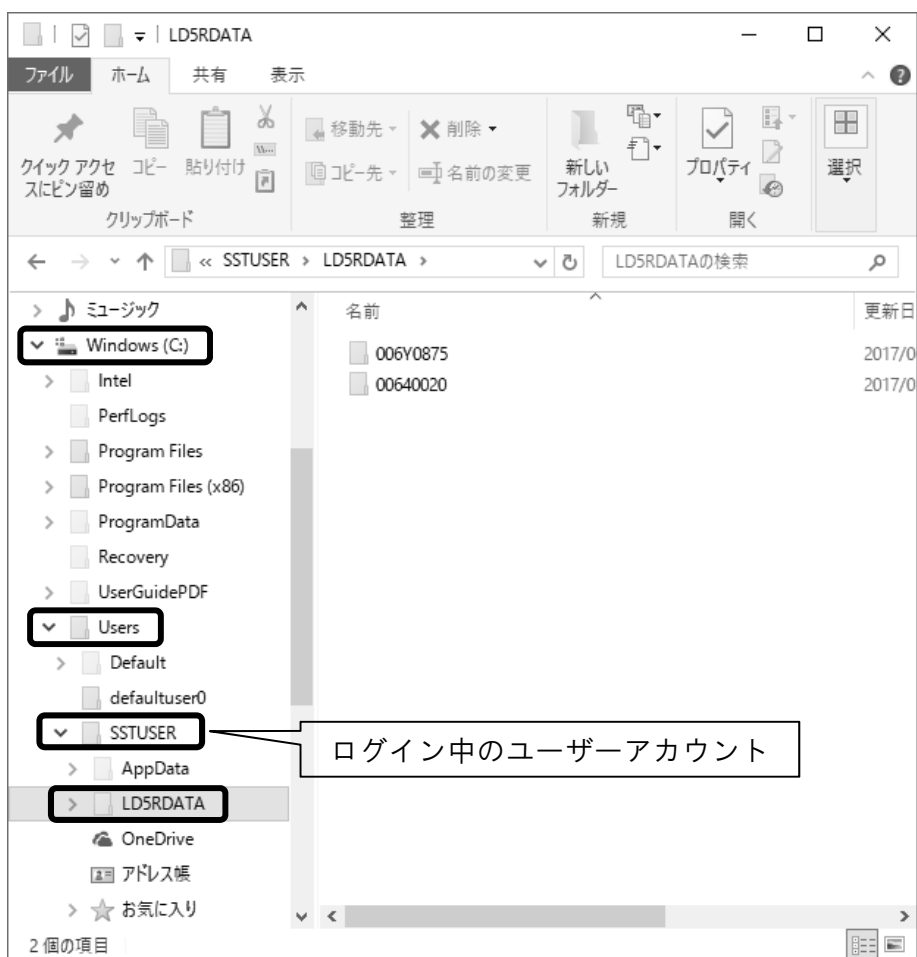 LD5RDATA
ファイル ホーム 共有 表示
クイック アクセスにピン留め コピー 貼り付け 移動先 コピー先 削除 名前の変更 新しいフォルダー プロパティ 選択
クリップボード 整理 新規 開く
« SSTUSER > LD5RDATA > LD5RDATAの検索
名前 更新日
006Y0875 2017/0
00640020 2017/0
ミュージック
Windows (C:)
Intel
PerfLogs
Program Files
Program Files (x86)
ProgramData
Recovery
UserGuidePDF
Users
Default
defaultuser0
SSTUSER
ログイン中のユーザーアカウント
AppData
LD5RDATA
OneDrive
アドレス帳
お気に入り
2 個の項目